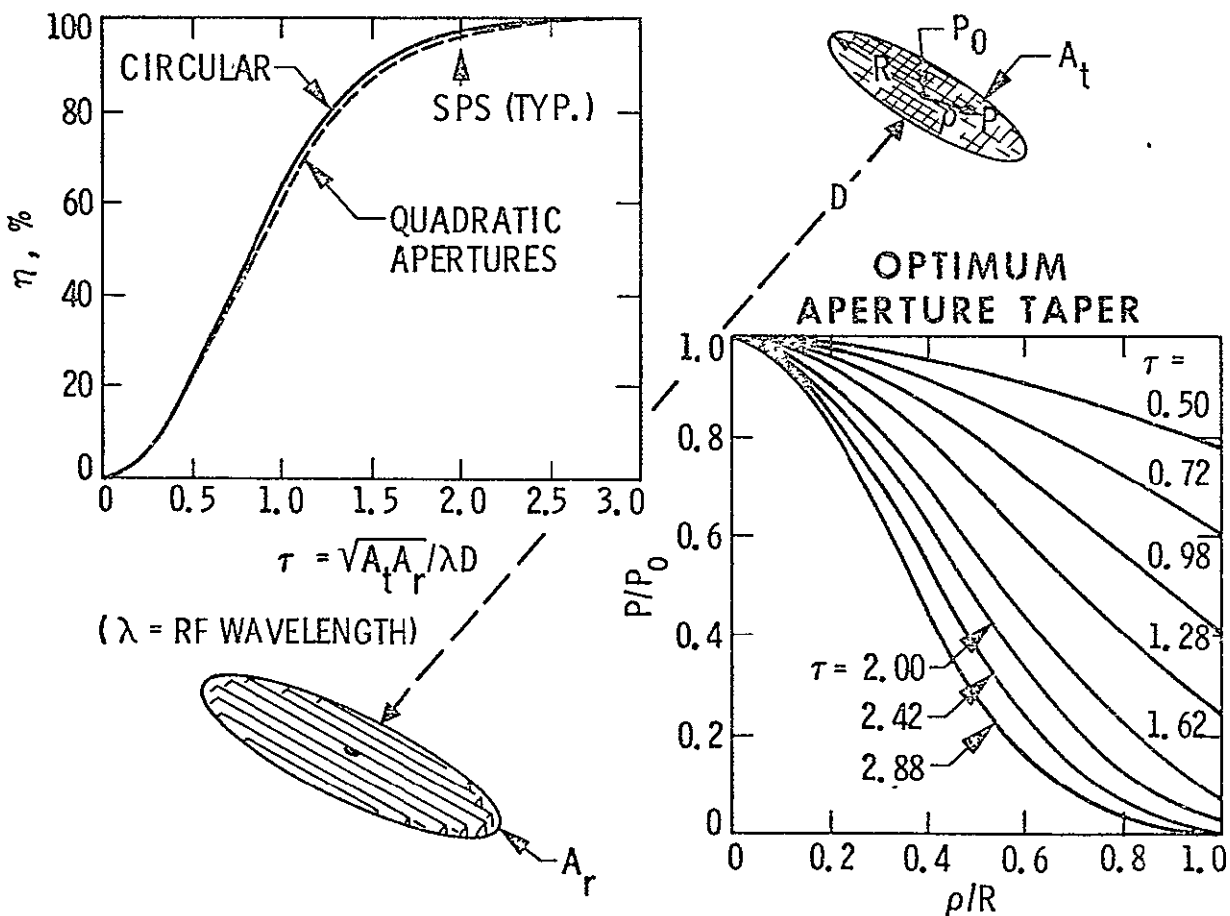 100
80
60
40
20
0
η, %
CIRCULAR
SPS (TYP.)
QUADRATIC
APERTURES
0
0.5
1.0
1.5
2.0
2.5
3.0
τ = √AtAr/λD
(λ = RF WAVELENGTH)
Ar
P0
At
R
ρ
P
D
OPTIMUM
APERTURE TAPER
1.0
0.8
0.6
0.4
0.2
0
P/P0
τ =
0.50
0.72
0.98
1.28
1.62
τ = 2.00
2.42
2.88
0
0.2
0.4
0.6
0.8
1.0
ρ/R